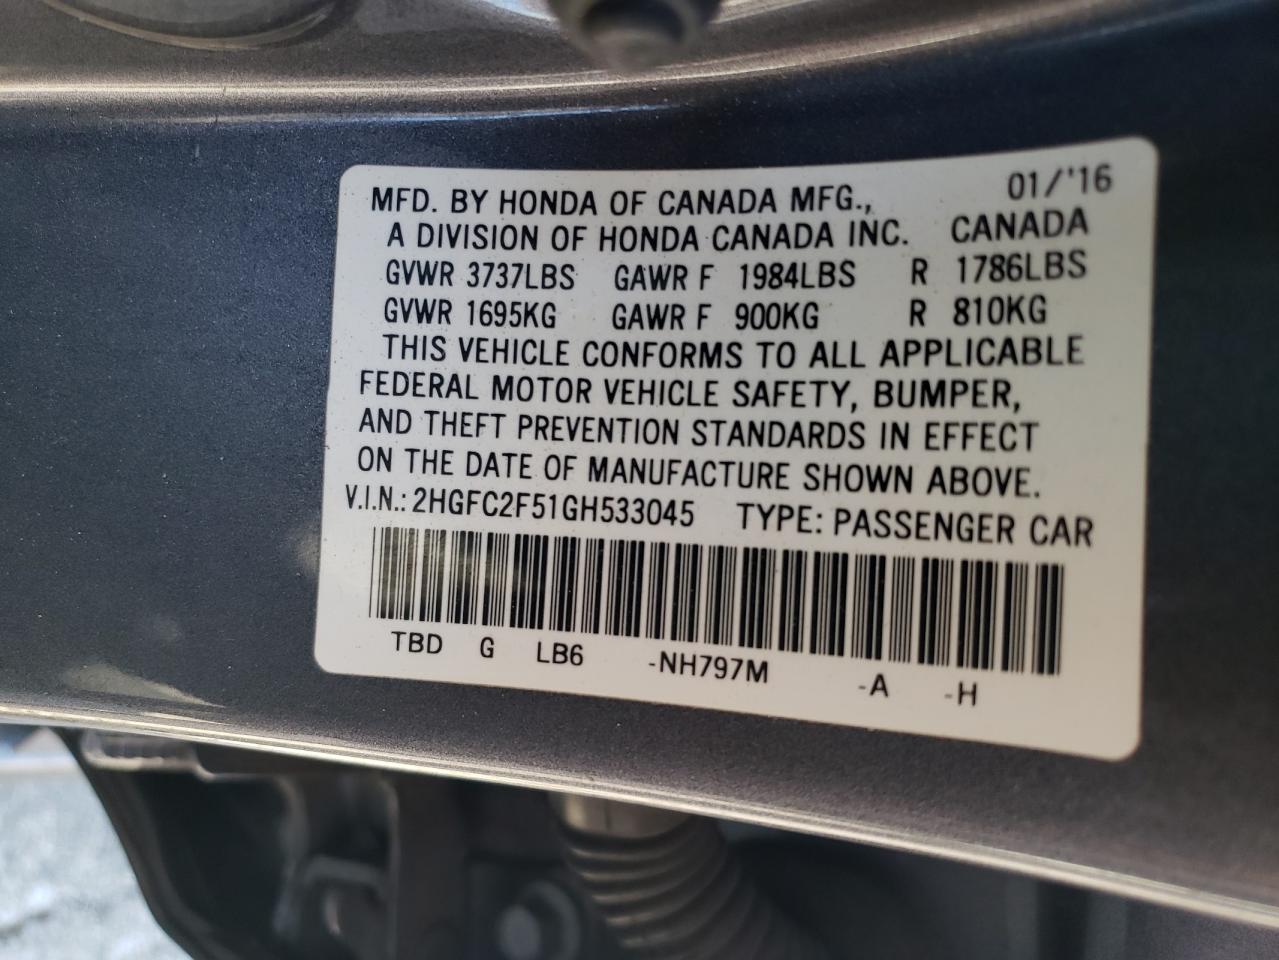 01/'16
MFD. BY HONDA OF CANADA MFG.,
A DIVISION OF HONDA CANADA INC. CANADA
GVWR 3737LBS GAWR F 1984LBS R 1786LBS
GVWR 1695KG GAWR F 900KG R 810KG
THIS VEHICLE CONFORMS TO ALL APPLICABLE
FEDERAL MOTOR VEHICLE SAFETY, BUMPER,
AND THEFT PREVENTION STANDARDS IN EFFECT
ON THE DATE OF MANUFACTURE SHOWN ABOVE.
V.I.N.: 2HGFC2F51GH533045 TYPE: PASSENGER CAR
TBD G LB6 -NH797M -A -H